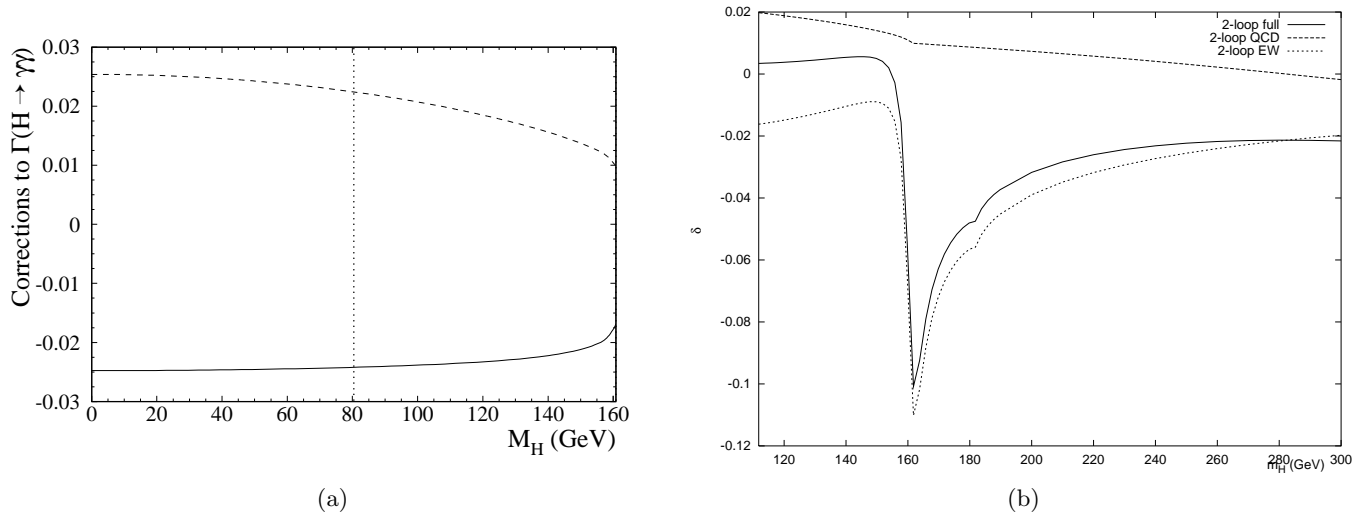 Corrections to Γ(H → γγ)
0.03
0.02
0.01
0
-0.01
-0.02
-0.03
0 20 40 60 80 100 120 140 160
M_H (GeV)
(a)
2-loop full
2-loop QCD
2-loop EW
δ
0.02
0
-0.02
-0.04
-0.06
-0.08
-0.1
-0.12
120 140 160 180 200 220 240 260 280 300
m_H (GeV)
(b)